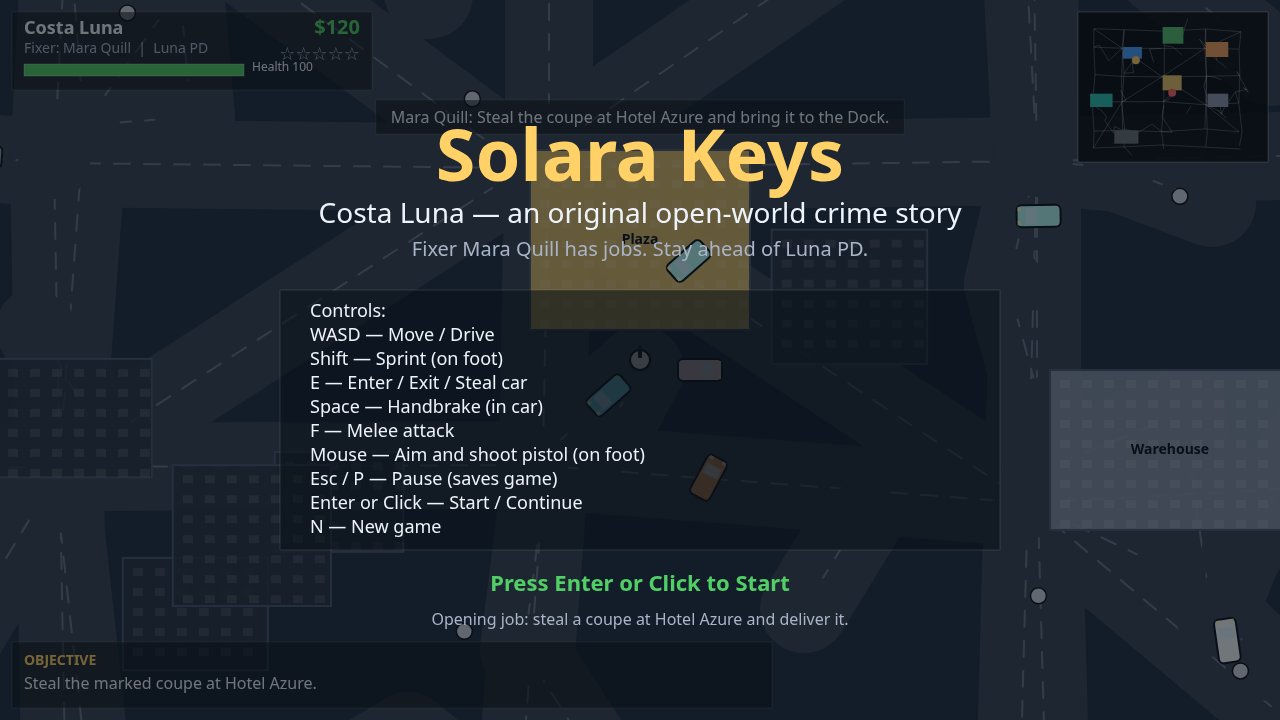 Costa Luna
$120
Fixer: Mara Quill | Luna PD
☆☆☆☆☆
Health 100
Mara Quill: Steal the coupe at Hotel Azure and bring it to the Dock.
Solara Keys
Costa Luna — an original open-world crime story
Plaza
Fixer Mara Quill has jobs. Stay ahead of Luna PD.
Controls:
WASD — Move / Drive
Shift — Sprint (on foot)
E — Enter / Exit / Steal car
Space — Handbrake (in car)
F — Melee attack
Mouse — Aim and shoot pistol (on foot)
Esc / P — Pause (saves game)
Enter or Click — Start / Continue
N — New game
Warehouse
Press Enter or Click to Start
Opening job: steal a coupe at Hotel Azure and deliver it.
OBJECTIVE
Steal the marked coupe at Hotel Azure.